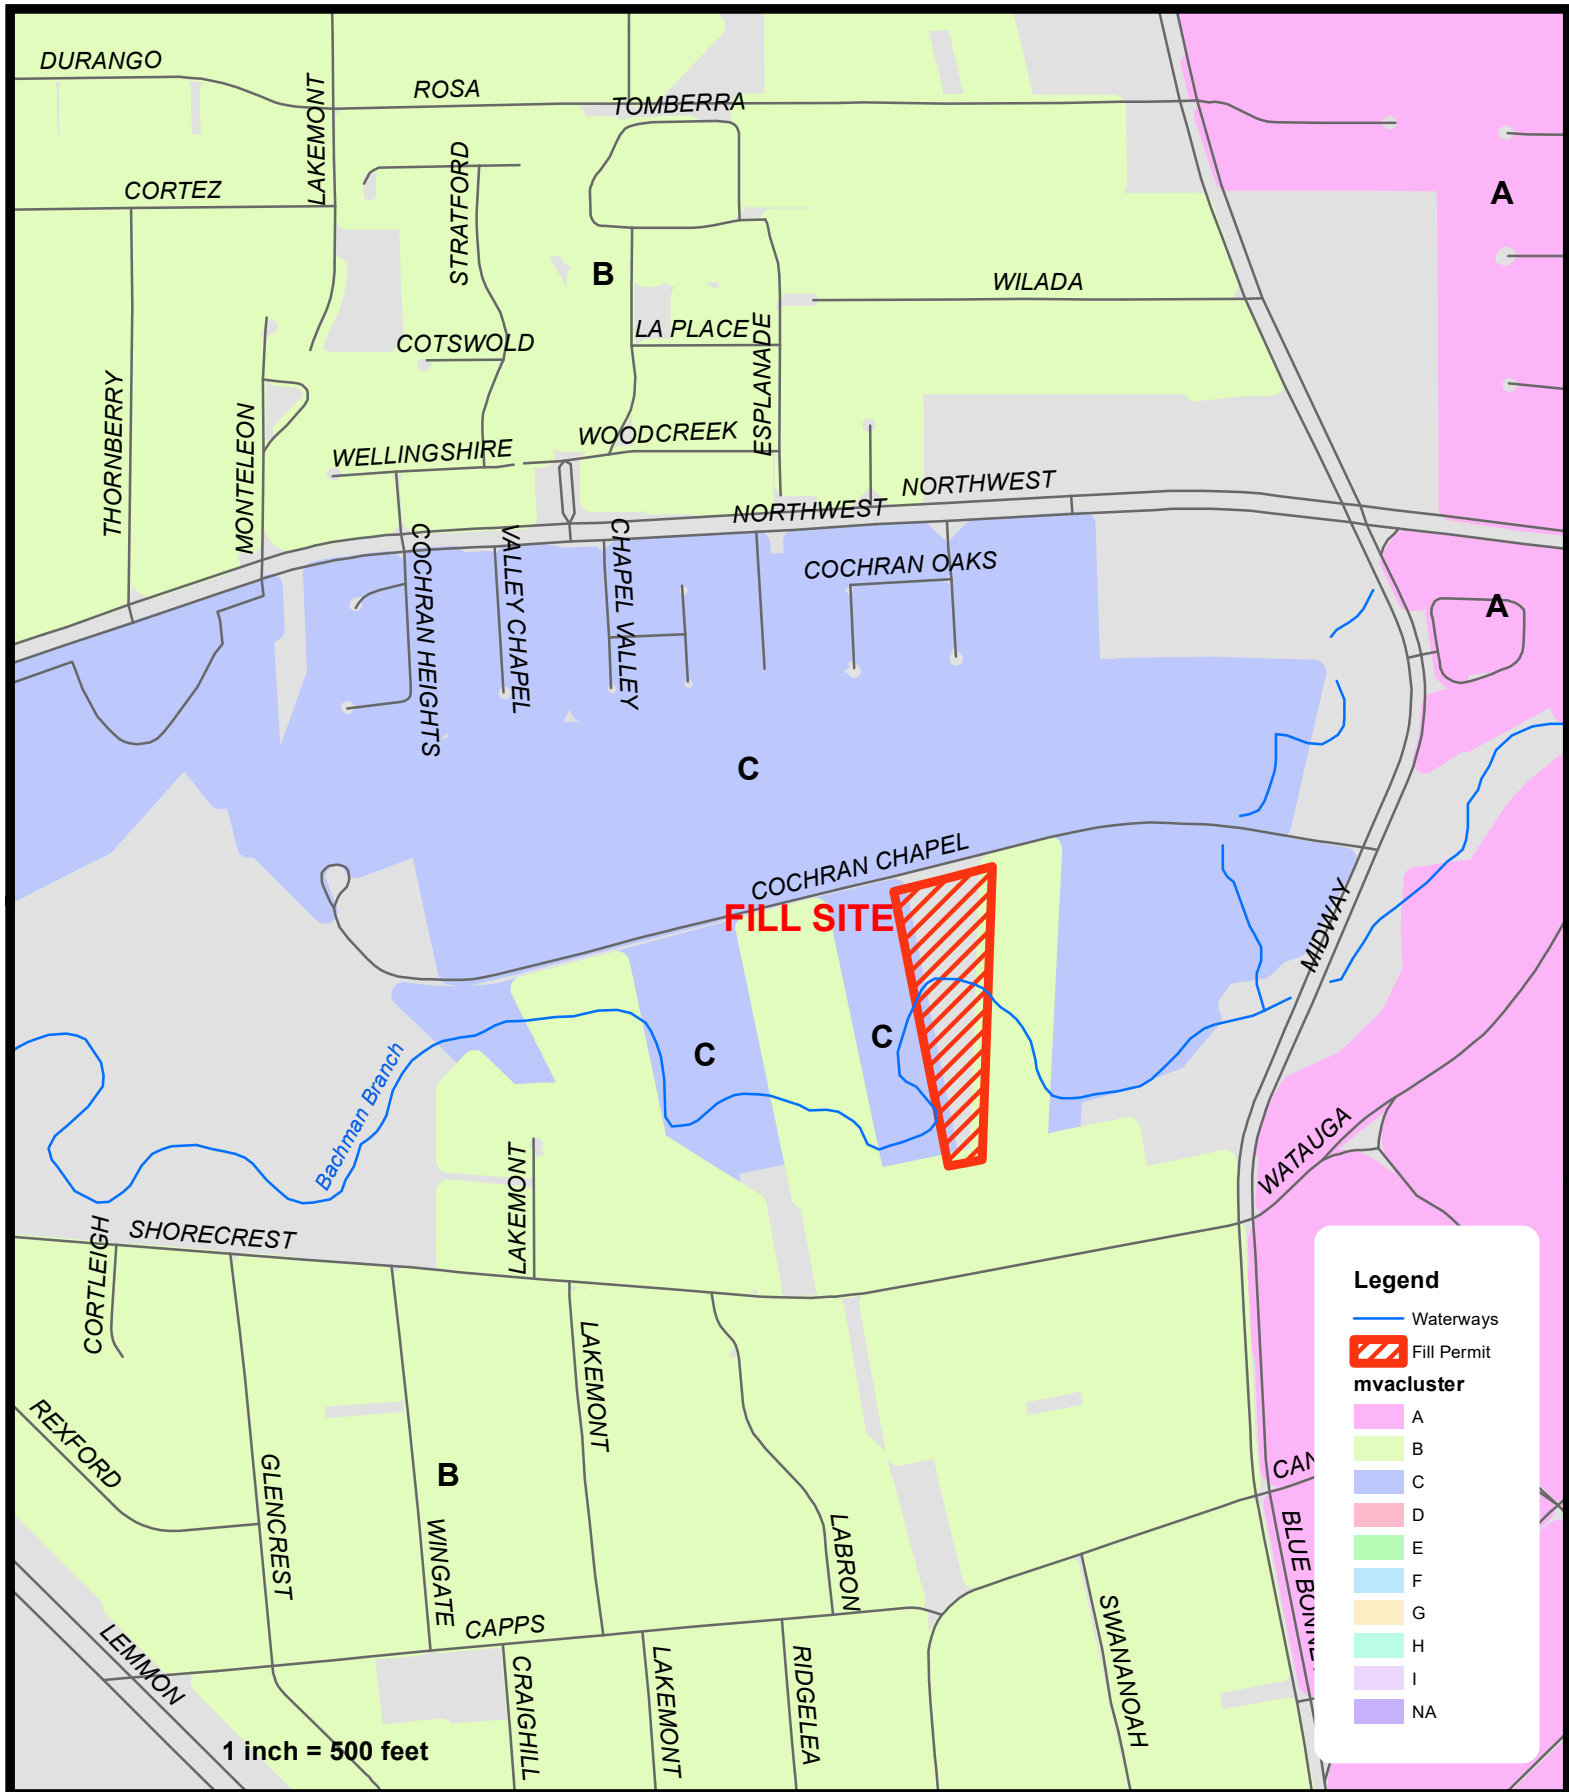 DURANGO
ROSA
TOMBERRA
LAKEMONT
CORTEZ
STRATFORD
A
B
WILADA
LA PLACE
COTSWOLD
ESPLANADE
THORNBERRY
MONTELEON
WELLINGSHIRE
WOODCREEK
NORTHWEST
NORTHWEST
COCHRAN HEIGHTS
VALLEY CHAPEL
CHAPEL VALLEY
COCHRAN OAKS
A
C
COCHRAN CHAPEL
FILL SITE
MIDWAY
C
C
Bachman Branch
WATAUGA
LAKEMONT
CORTLEIGH
SHORECREST
LAKEMONT
REXFORD
GLENCREST
B
WINGATE
LABRON
CAN
BLUE BONNE
SWANANOAH
CAPPS
LEMMON
CRAIGHILL
LAKEMONT
RIDGELEA
1 inch = 500 feet
Legend
Waterways
Fill Permit
mvacluster
A
B
C
D
E
F
G
H
I
NA